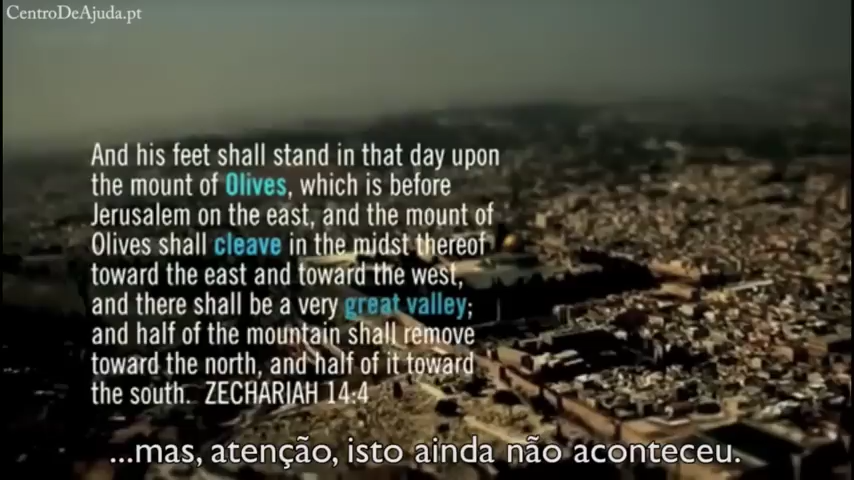 CentroDeAjuda.pt
And his feet shall stand in that day upon
the mount of Olives, which is before
Jerusalem on the east, and the mount of
Olives shall cleave in the midst thereof
toward the east and toward the west,
and there shall be a very great valley;
and half of the mountain shall remove
toward the north, and half of it toward
the south. ZECHARIAH 14:4
...mas, atenção, isto ainda não aconteceu.